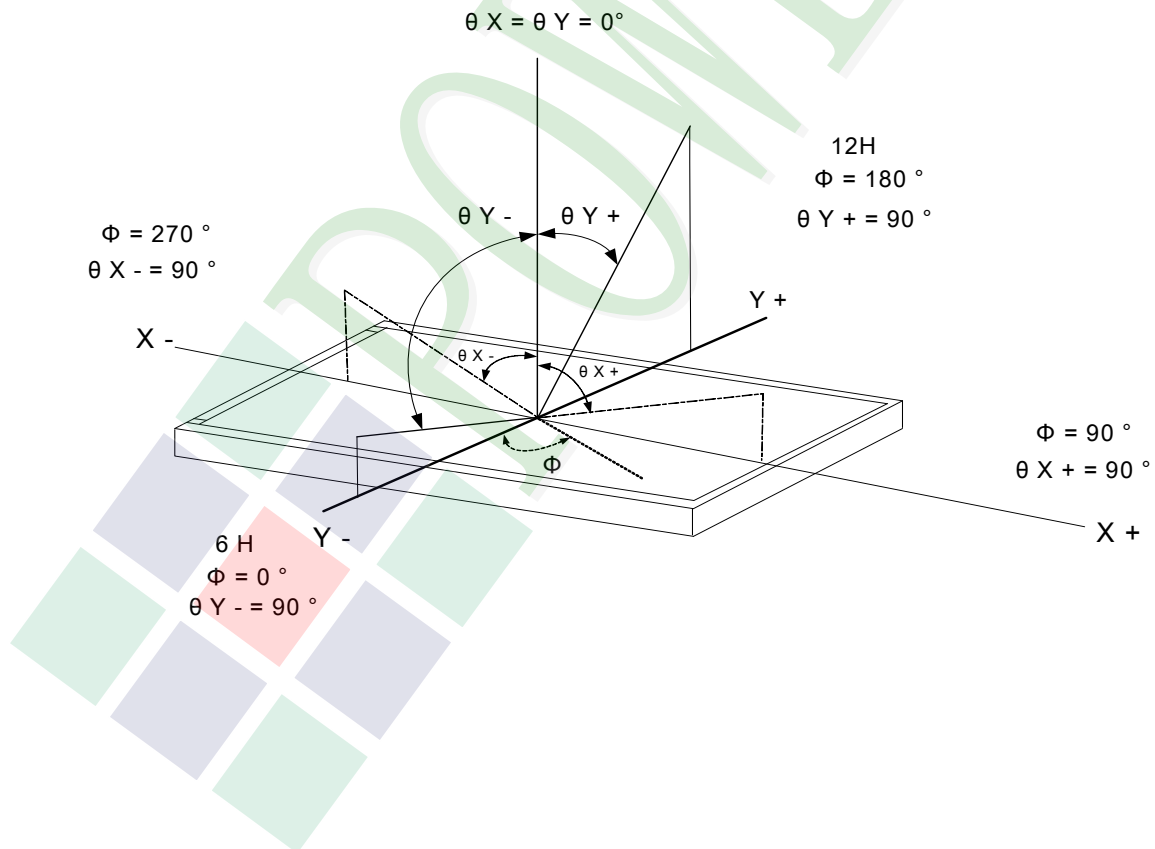 θ X = θ Y = 0°
12H
Φ = 180 °
θ Y + = 90 °
θ Y -
θ Y +
Φ = 270 °
θ X - = 90 °
Y +
X -
θ X -
θ X +
Φ = 90 °
θ X + = 90 °
Φ
X +
Y -
6 H
Φ = 0 °
θ Y - = 90 °